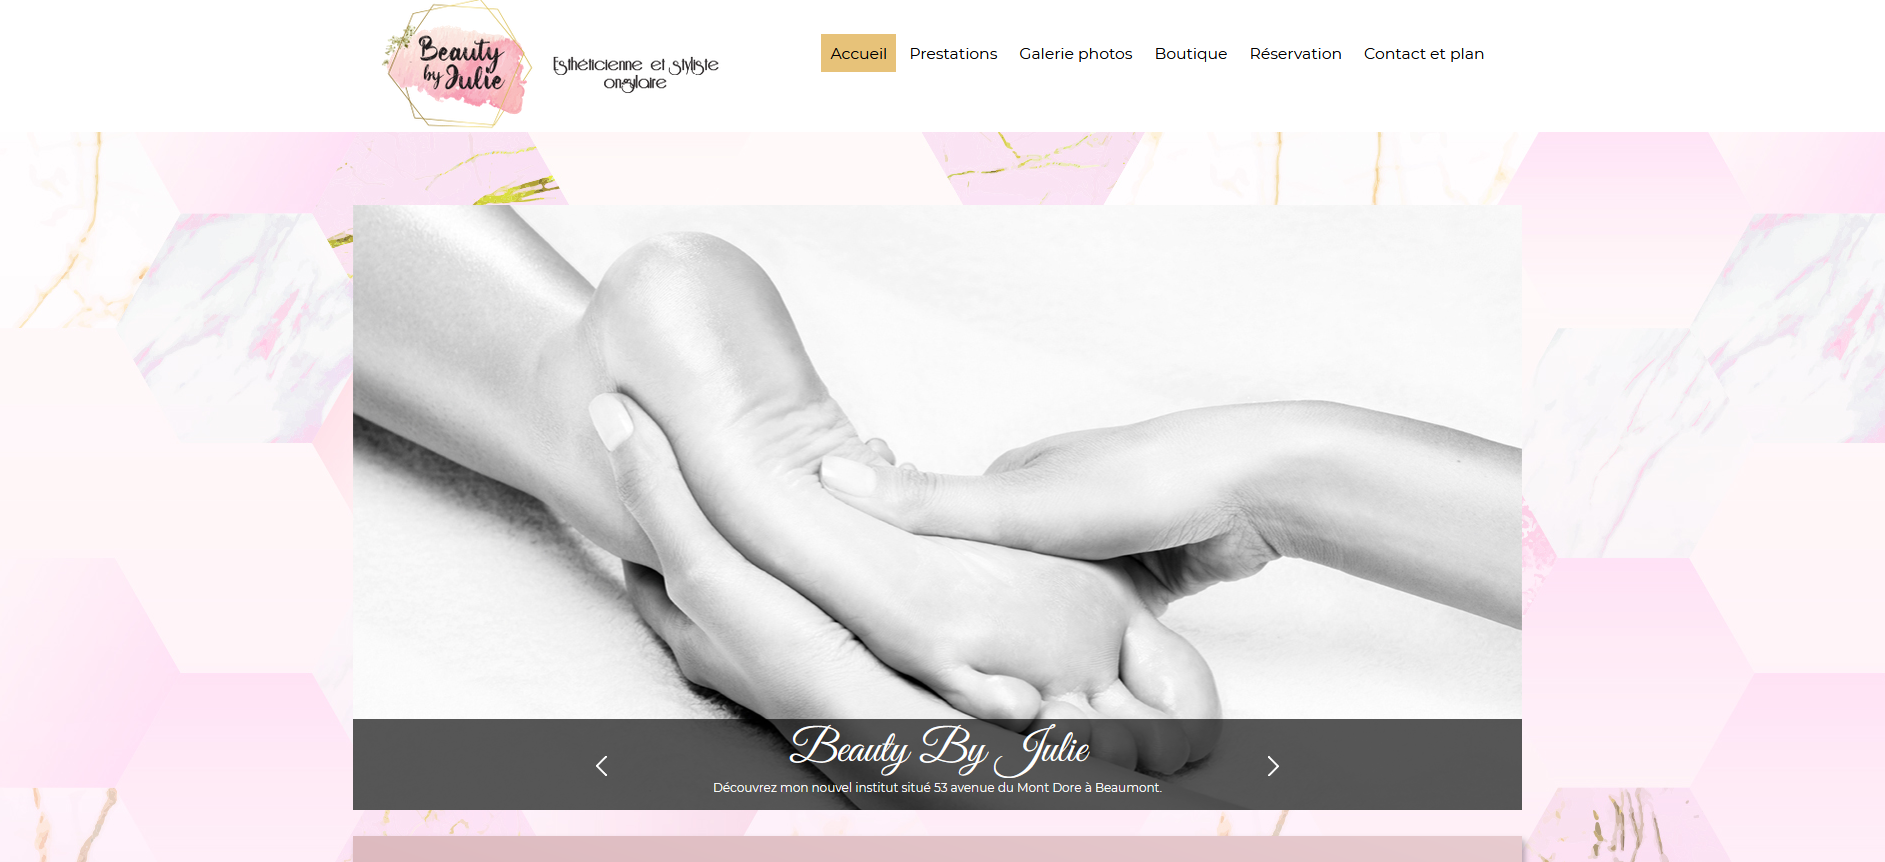 Beauty
by Julie
Esthéticienne et styliste
ongulaire
Accueil
Prestations
Galerie photos
Boutique
Réservation
Contact et plan
Beauty By Julie
Découvrez mon nouvel institut situé 53 avenue du Mont Dore à Beaumont.